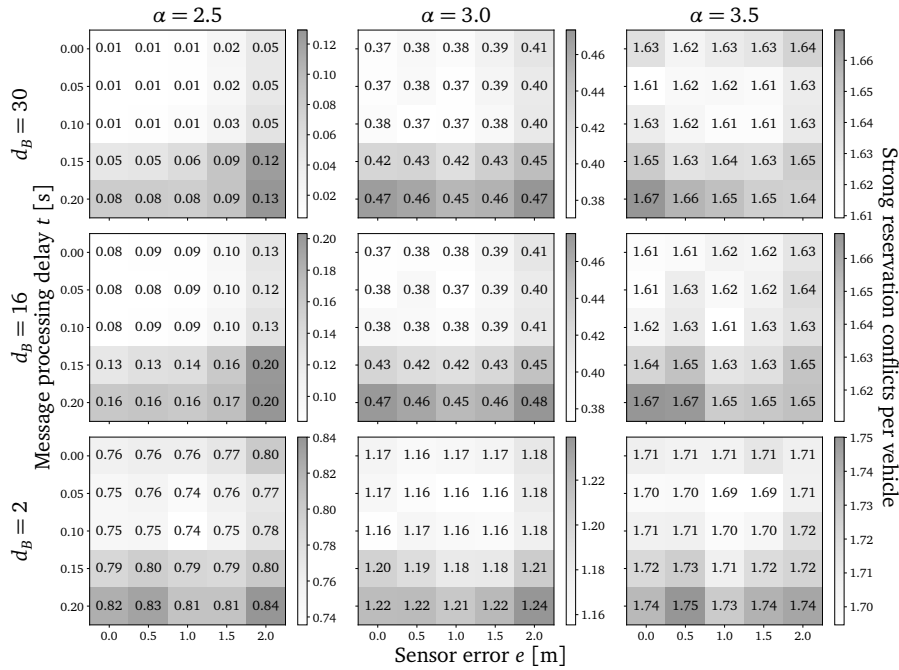 α = 2.5
α = 3.0
α = 3.5
d_B = 30
d_B = 16
d_B = 2
Message processing delay t [s]
Strong reservation conflicts per vehicle
0.00 0.01 0.01 0.01 0.02 0.05
0.05 0.01 0.01 0.01 0.02 0.05
0.10 0.01 0.01 0.01 0.03 0.05
0.15 0.05 0.05 0.06 0.09 0.12
0.20 0.08 0.08 0.08 0.09 0.13
0.12
0.10
0.08
0.06
0.04
0.02
0.37 0.38 0.38 0.39 0.41
0.37 0.38 0.37 0.39 0.40
0.38 0.37 0.37 0.38 0.40
0.42 0.43 0.42 0.43 0.45
0.47 0.46 0.45 0.46 0.47
0.46
0.44
0.42
0.40
0.38
1.63 1.62 1.63 1.63 1.64
1.61 1.62 1.62 1.62 1.63
1.63 1.62 1.61 1.61 1.63
1.65 1.63 1.64 1.63 1.65
1.67 1.66 1.65 1.65 1.64
1.66
1.65
1.64
1.63
1.62
1.61
0.00 0.08 0.09 0.09 0.10 0.13
0.05 0.08 0.08 0.09 0.10 0.12
0.10 0.08 0.09 0.09 0.10 0.13
0.15 0.13 0.13 0.14 0.16 0.20
0.20 0.16 0.16 0.16 0.17 0.20
0.20
0.18
0.16
0.14
0.12
0.10
0.37 0.38 0.38 0.39 0.41
0.37 0.38 0.37 0.39 0.40
0.38 0.38 0.38 0.39 0.41
0.43 0.42 0.42 0.43 0.45
0.47 0.46 0.45 0.46 0.48
0.46
0.44
0.42
0.40
0.38
1.61 1.61 1.62 1.62 1.63
1.61 1.63 1.62 1.62 1.64
1.62 1.63 1.61 1.63 1.63
1.64 1.65 1.63 1.63 1.65
1.67 1.67 1.65 1.65 1.65
1.66
1.65
1.64
1.63
1.62
0.00 0.76 0.76 0.76 0.77 0.80
0.05 0.75 0.76 0.74 0.76 0.77
0.10 0.75 0.75 0.74 0.75 0.78
0.15 0.79 0.80 0.79 0.79 0.80
0.20 0.82 0.83 0.81 0.81 0.84
0.84
0.82
0.80
0.78
0.76
0.74
1.17 1.16 1.17 1.17 1.18
1.17 1.16 1.16 1.16 1.18
1.16 1.17 1.16 1.16 1.18
1.20 1.19 1.18 1.18 1.21
1.22 1.22 1.21 1.22 1.24
1.22
1.20
1.18
1.16
1.71 1.71 1.71 1.71 1.71
1.70 1.70 1.69 1.69 1.71
1.71 1.71 1.70 1.70 1.72
1.72 1.73 1.71 1.72 1.72
1.74 1.75 1.73 1.74 1.74
1.75
1.74
1.73
1.72
1.71
1.70
0.0 0.5 1.0 1.5 2.0
0.0 0.5 1.0 1.5 2.0
0.0 0.5 1.0 1.5 2.0
Sensor error e [m]